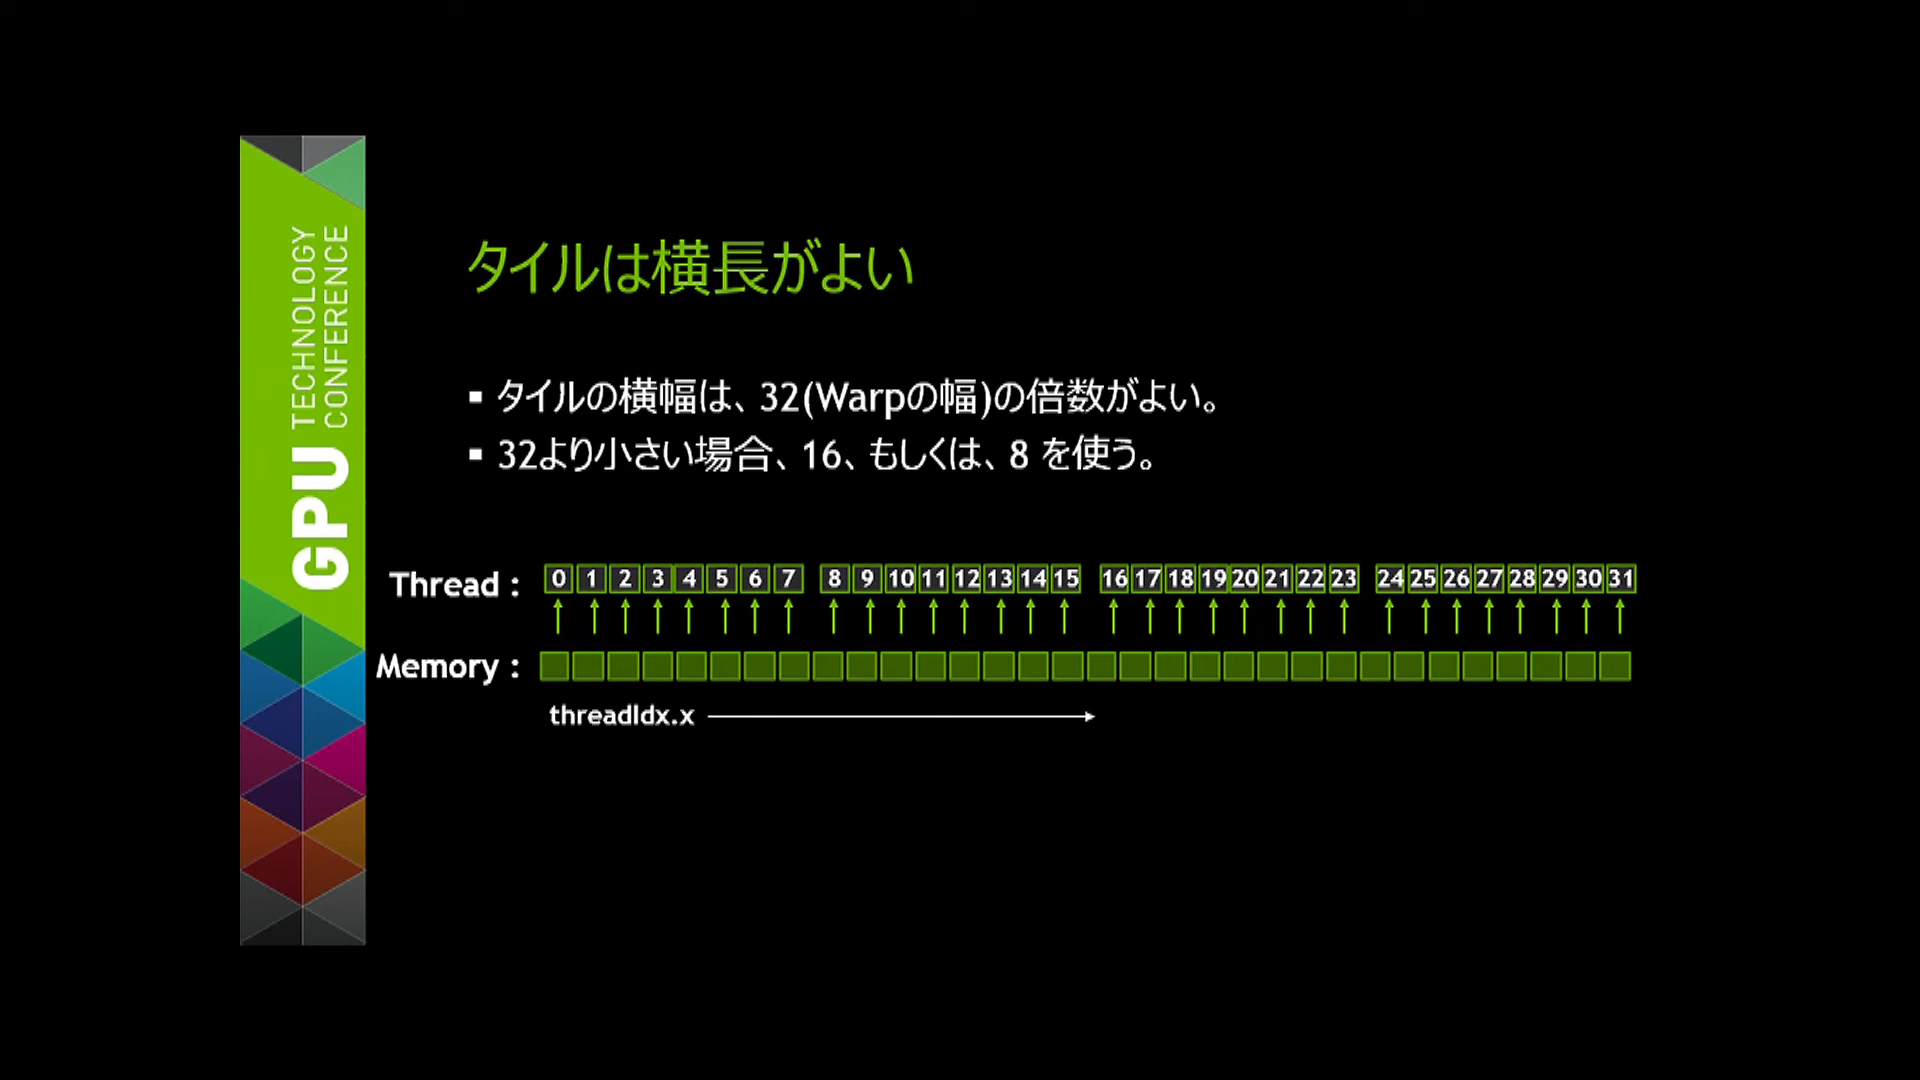 GPU TECHNOLOGY CONFERENCE
タイルは横長がよい
▪ タイルの横幅は、32(Warpの幅)の倍数がよい。
▪ 32より小さい場合、16、もしくは、8 を使う。
Thread : 0 1 2 3 4 5 6 7 8 9 10 11 12 13 14 15 16 17 18 19 20 21 22 23 24 25 26 27 28 29 30 31
Memory :
threadIdx.x